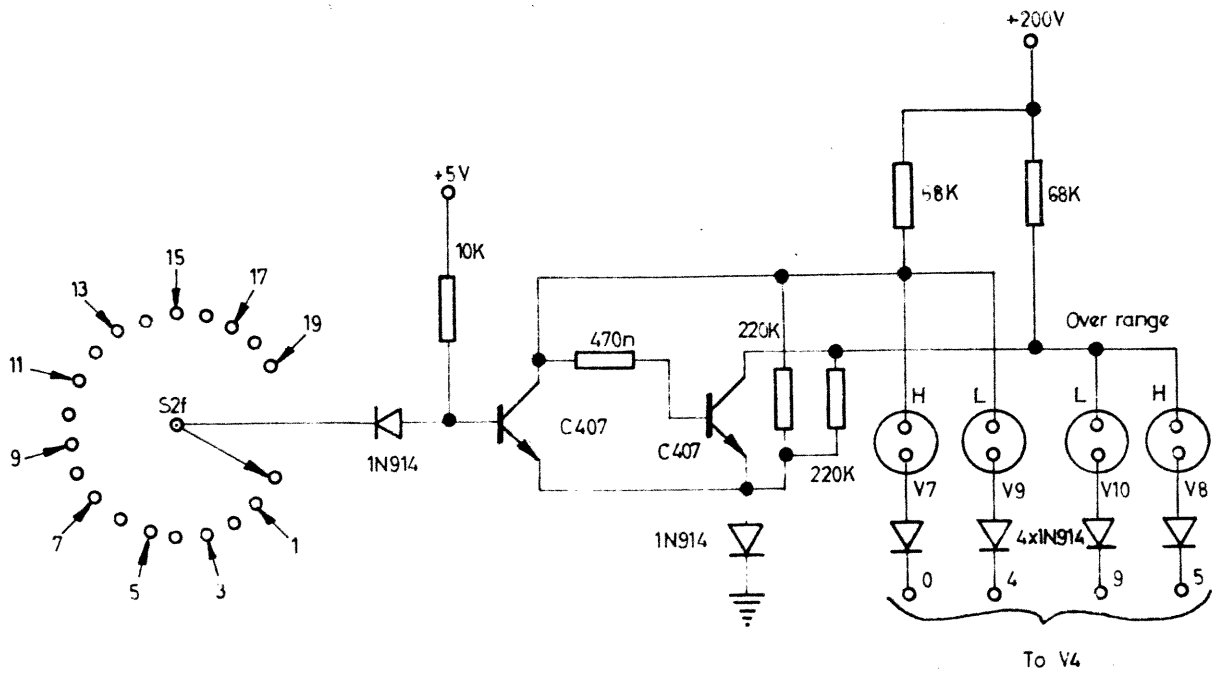 +200V
+5V
68K
10K
15
17
13
19
Over range
470n
220K
11
H
L
L
H
S2f
C407
C407
9
1N914
220K
V7
V9
V10
V8
7
1
1N914
4x1N914
5
3
0
4
9
5
To V4